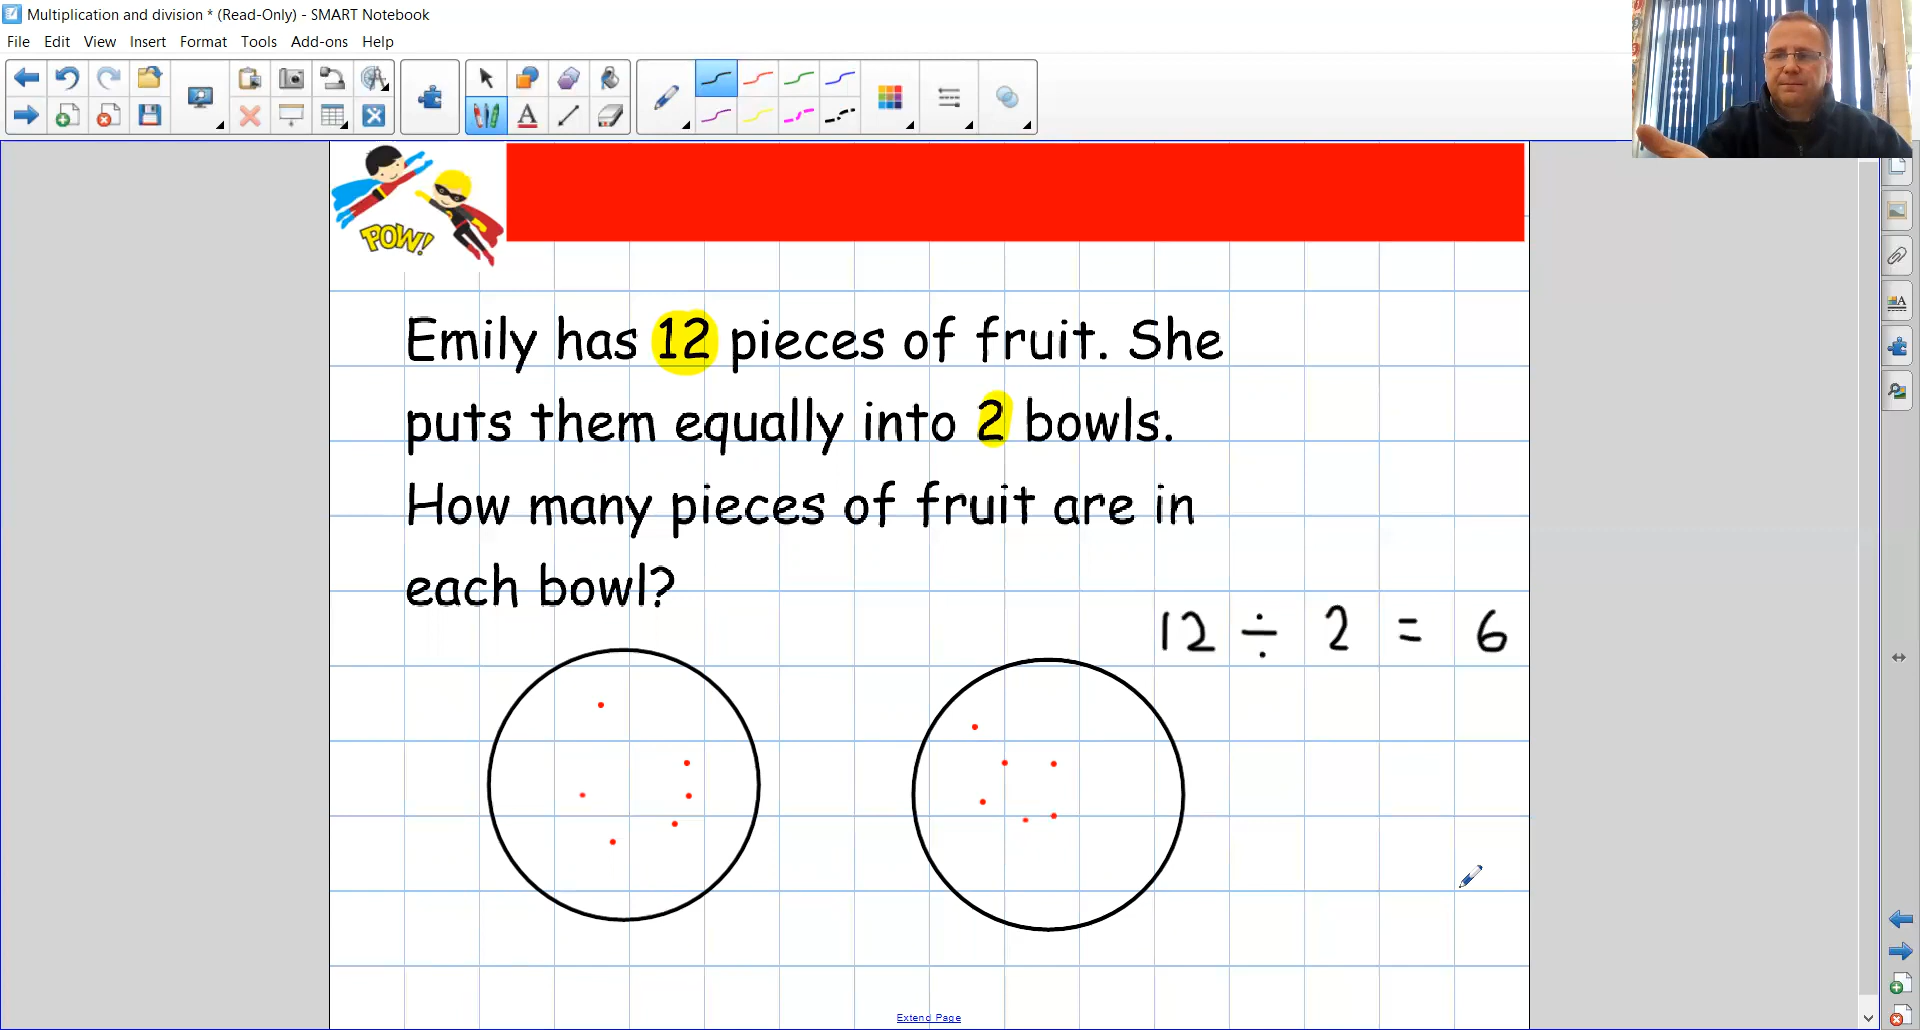 Multiplication and division * (Read-Only) - SMART Notebook
File Edit View Insert Format Tools Add-ons Help
POW!
Emily has 12 pieces of fruit. She
puts them equally into 2 bowls.
How many pieces of fruit are in
each bowl?
12 ÷ 2 = 6
Extend Page